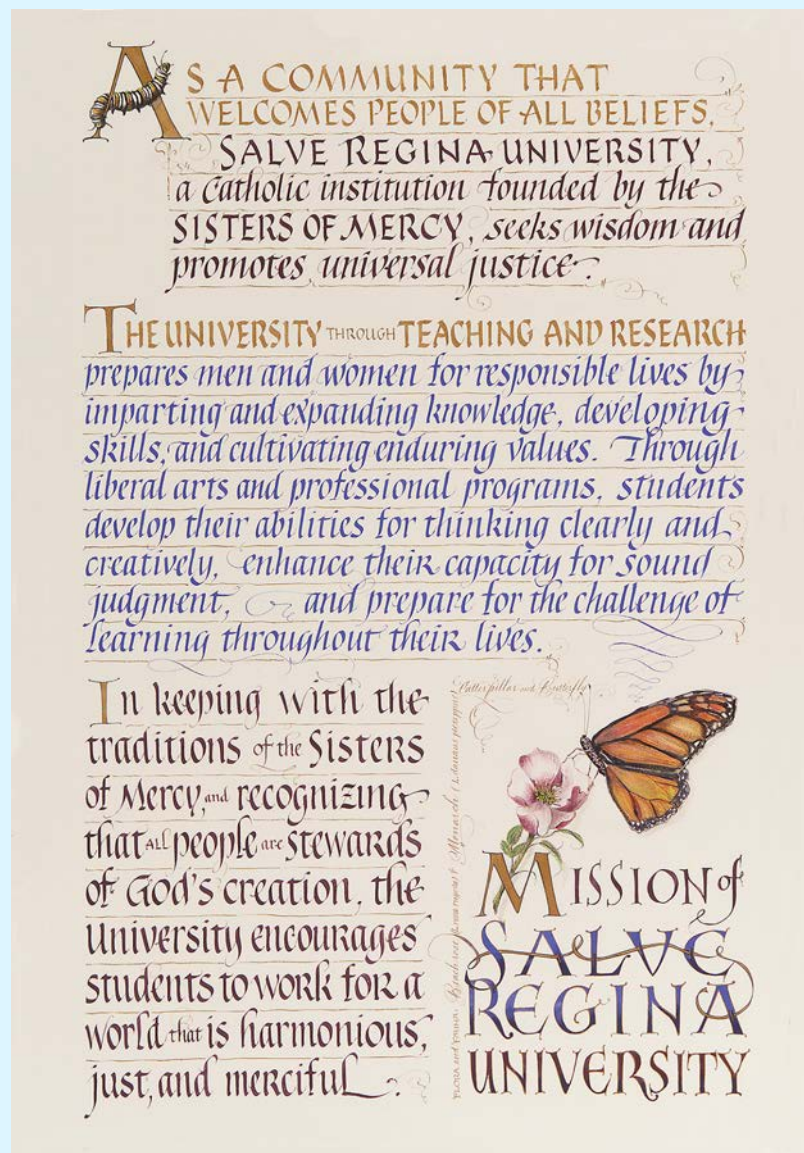 AS A COMMUNITY THAT
WELCOMES PEOPLE OF ALL BELIEFS,
SALVE REGINA UNIVERSITY,
a Catholic institution founded by the
SISTERS OF MERCY, seeks wisdom and
promotes universal justice.
THE UNIVERSITY THROUGH TEACHING AND RESEARCH
prepares men and women for responsible lives by
imparting and expanding knowledge, developing
skills, and cultivating enduring values. Through
liberal arts and professional programs, students
develop their abilities for thinking clearly and
creatively, enhance their capacity for sound
judgment, and prepare for the challenge of
learning throughout their lives.
In keeping with the
traditions of the Sisters
of Mercy, and recognizing
that ALL people are stewards
of God's creation, the
University encourages
students to work for a
world that is harmonious,
just, and merciful.
Caterpillar and Butterfly
Monarch
FLORA and FAUNA:
MISSION of
SALVE
REGINA
UNIVERSITY